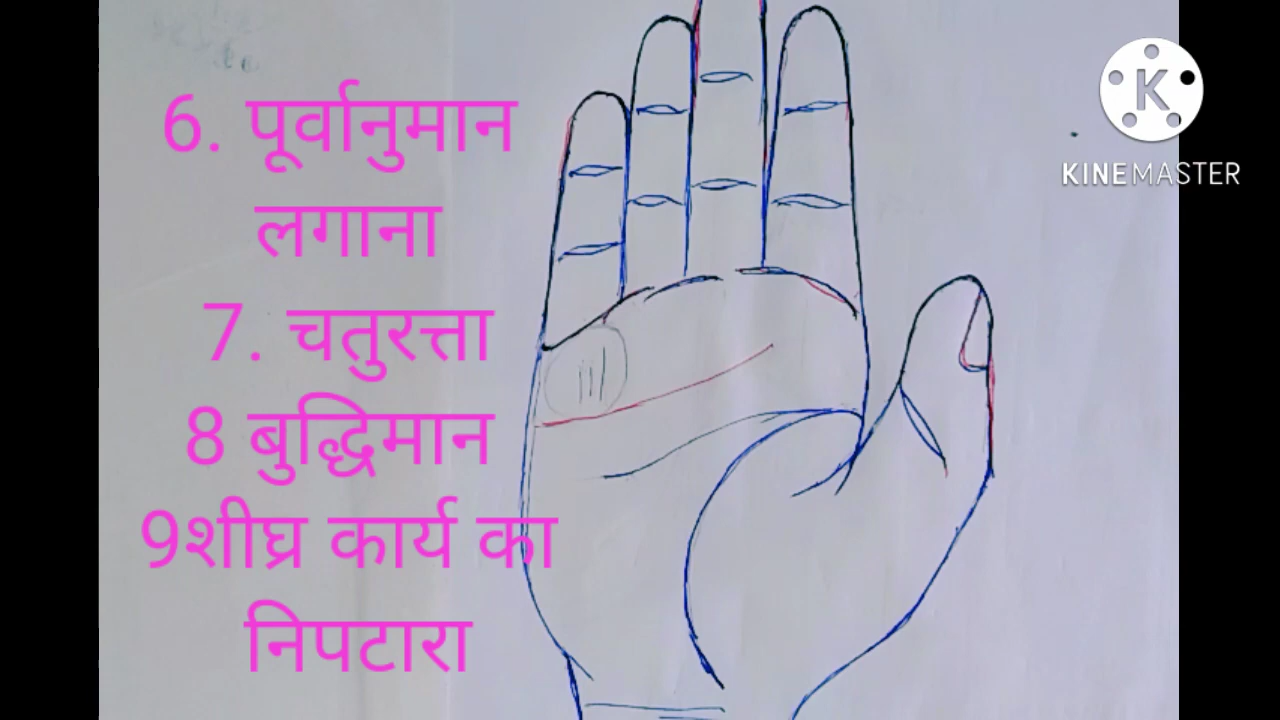 6. पूर्वानुमान
लगाना
7. चतुरत्ता
8 बुद्धिमान
9शीघ्र कार्य का
निपटारा
K
KINEMASTER